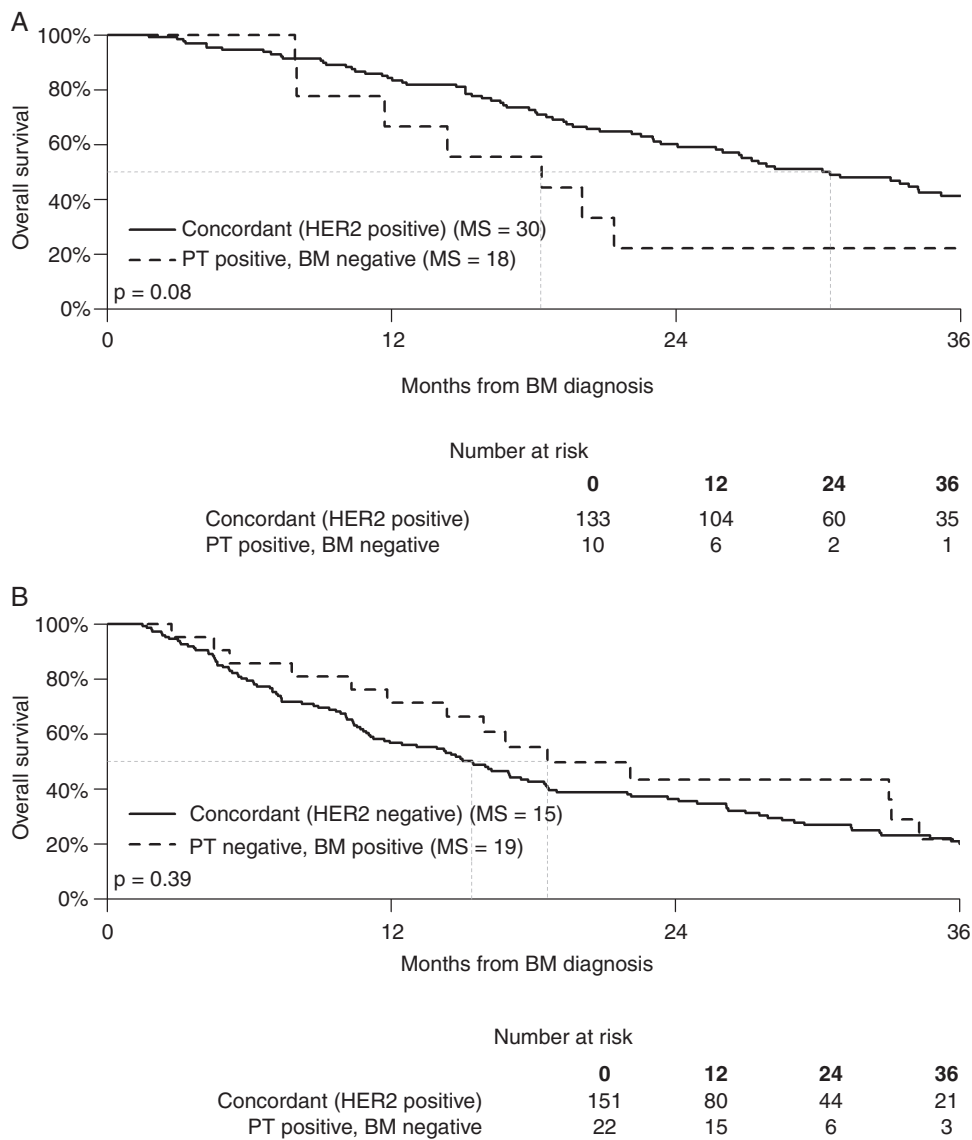 A
100%
80%
60%
40%
20%
0%
Overall survival
Concordant (HER2 positive) (MS = 30)
PT positive, BM negative (MS = 18)
p = 0.08
0 12 24 36
Months from BM diagnosis
Number at risk
0 12 24 36
Concordant (HER2 positive) 133 104 60 35
PT positive, BM negative 10 6 2 1
B
100%
80%
60%
40%
20%
0%
Overall survival
Concordant (HER2 negative) (MS = 15)
PT negative, BM positive (MS = 19)
p = 0.39
0 12 24 36
Months from BM diagnosis
Number at risk
0 12 24 36
Concordant (HER2 positive) 151 80 44 21
PT positive, BM negative 22 15 6 3